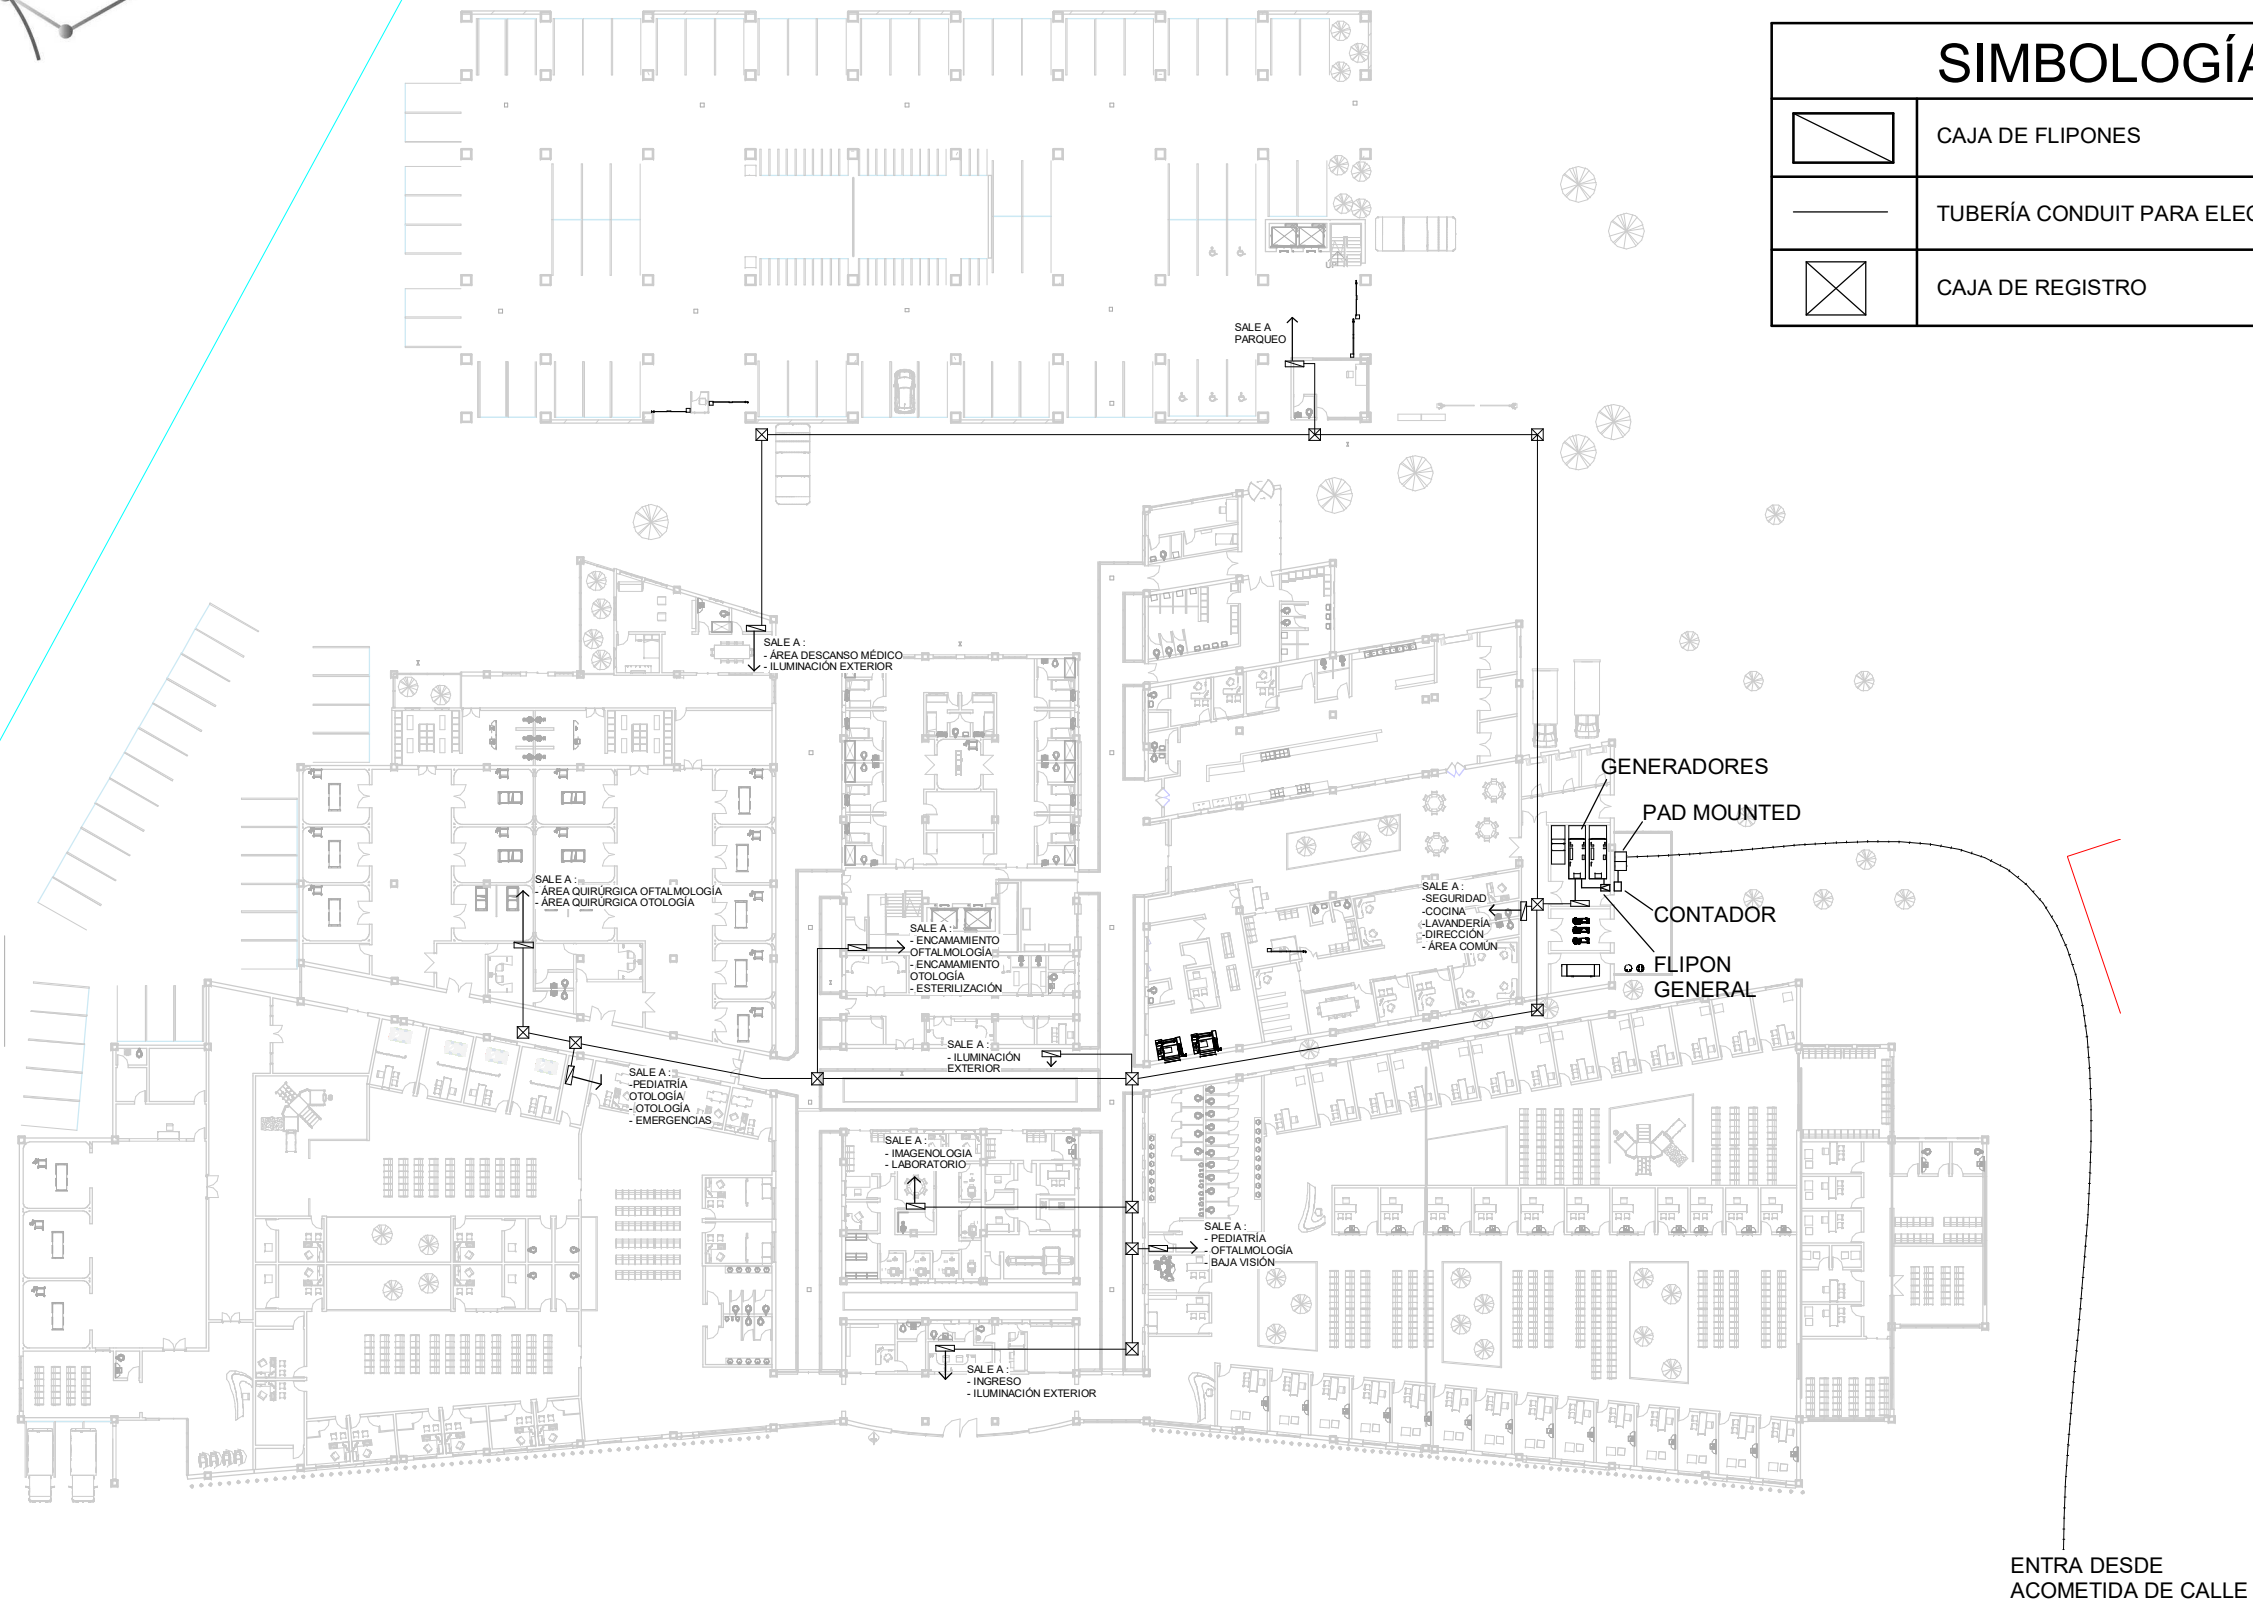 SIMBOLOGÍA
CAJA DE FLIPONES
TUBERÍA CONDUIT PARA ELEC
CAJA DE REGISTRO
SALE A
PARQUEO
SALE A :
- ÁREA DESCANSO MÉDICO
- ILUMINACIÓN EXTERIOR
GENERADORES
PAD MOUNTED
SALE A :
- ÁREA QUIRÚRGICA OFTALMOLOGÍA
- ÁREA QUIRÚRGICA OTOLOGÍA
SALE A :
-SEGURIDAD
-COCINA
-LAVANDERÍA
-DIRECCIÓN
- ÁREA COMÚN
CONTADOR
SALE A :
- ENCAMAMIENTO
OFTALMOLOGÍA
- ENCAMAMIENTO
OTOLOGÍA
- ESTERILIZACIÓN
FLIPON
GENERAL
SALE A :
- ILUMINACIÓN
EXTERIOR
SALE A :
-PEDIATRÍA
OTOLOGÍA
- OTOLOGÍA
- EMERGENCIAS
SALE A :
- IMAGENOLOGIA
- LABORATORIO
SALE A :
- PEDIATRÍA
- OFTALMOLOGÍA
- BAJA VISIÓN
SALE A :
- INGRESO
- ILUMINACIÓN EXTERIOR
ENTRA DESDE
ACOMETIDA DE CALLE